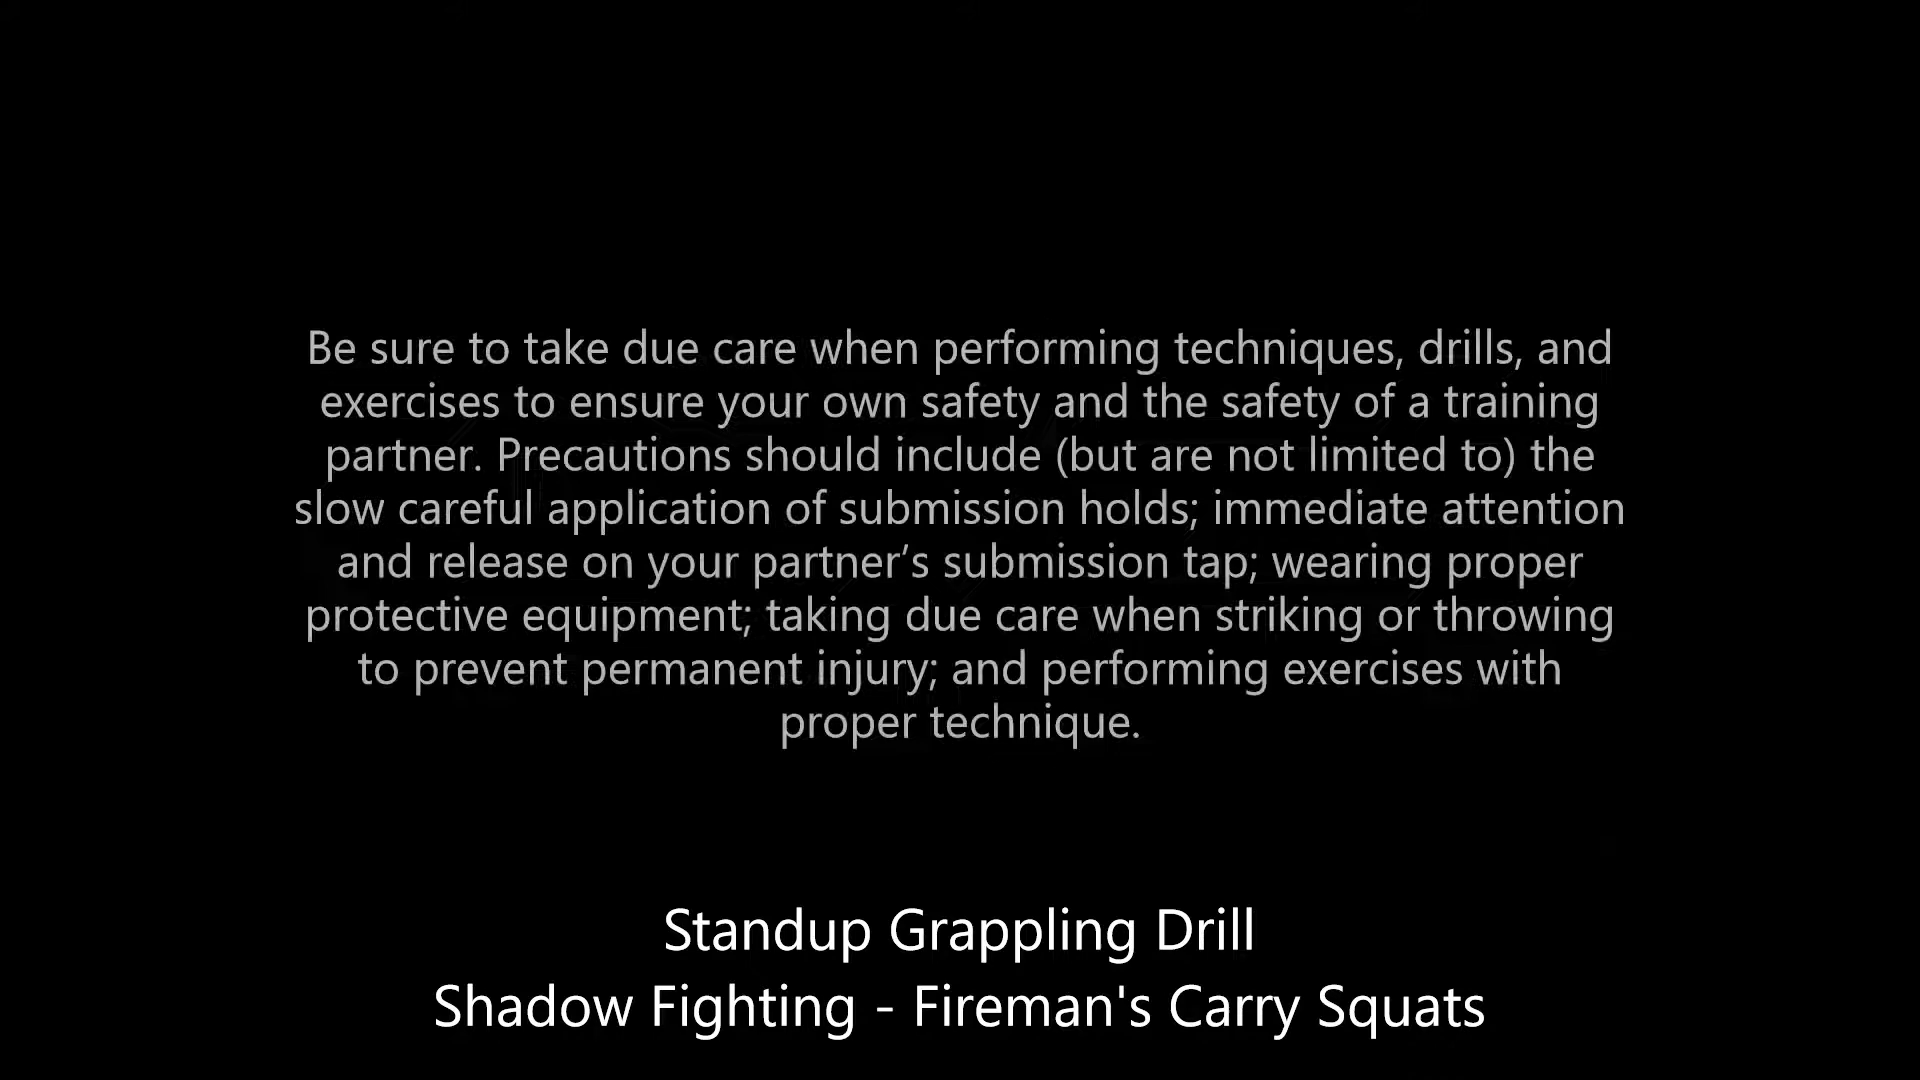 Be sure to take due care when performing techniques, drills, and
exercises to ensure your own safety and the safety of a training
partner. Precautions should include (but are not limited to) the
slow careful application of submission holds; immediate attention
and release on your partner’s submission tap; wearing proper
protective equipment; taking due care when striking or throwing
to prevent permanent injury; and performing exercises with
proper technique.
Standup Grappling Drill
Shadow Fighting - Fireman's Carry Squats